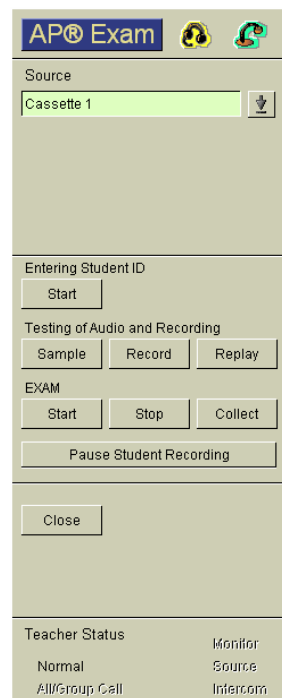 AP® Exam
Source
Cassette 1
Entering Student ID
Start
Testing of Audio and Recording
Sample Record Replay
EXAM
Start Stop Collect
Pause Student Recording
Close
Teacher Status
Monitor
Normal Source
All/Group Call Intercom